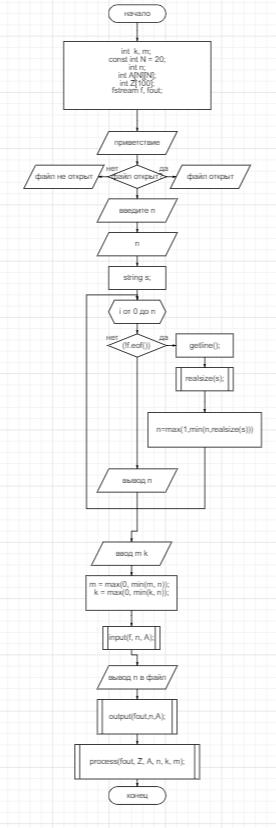 начало
int k, m;
const int N = 20;
int n;
int A[N][N];
int Z[100];
fstream f, fout;
приветствие
нет
файл открыт?
да
файл не открыт
файл открыт
введите n
n
string s;
i от 0 до n
нет
(!f.eof())
да
getline();
realsize(s);
n=max(1,min(n,realsize(s)))
вывод n
ввод m k
m = max(0, min(m, n));
k = max(0, min(k, n));
input(f, n, A);
вывод n в файл
output(fout,n,A);
process(fout, Z, A, n, k, m);
конец